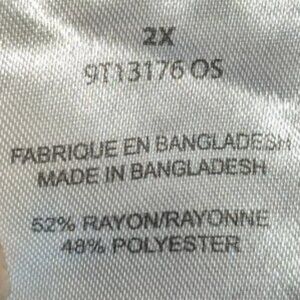 2X
9T13176 OS
FABRIQUE EN BANGLADESH
MADE IN BANGLADESH
52% RAYON/RAYONNE
48% POLYESTER